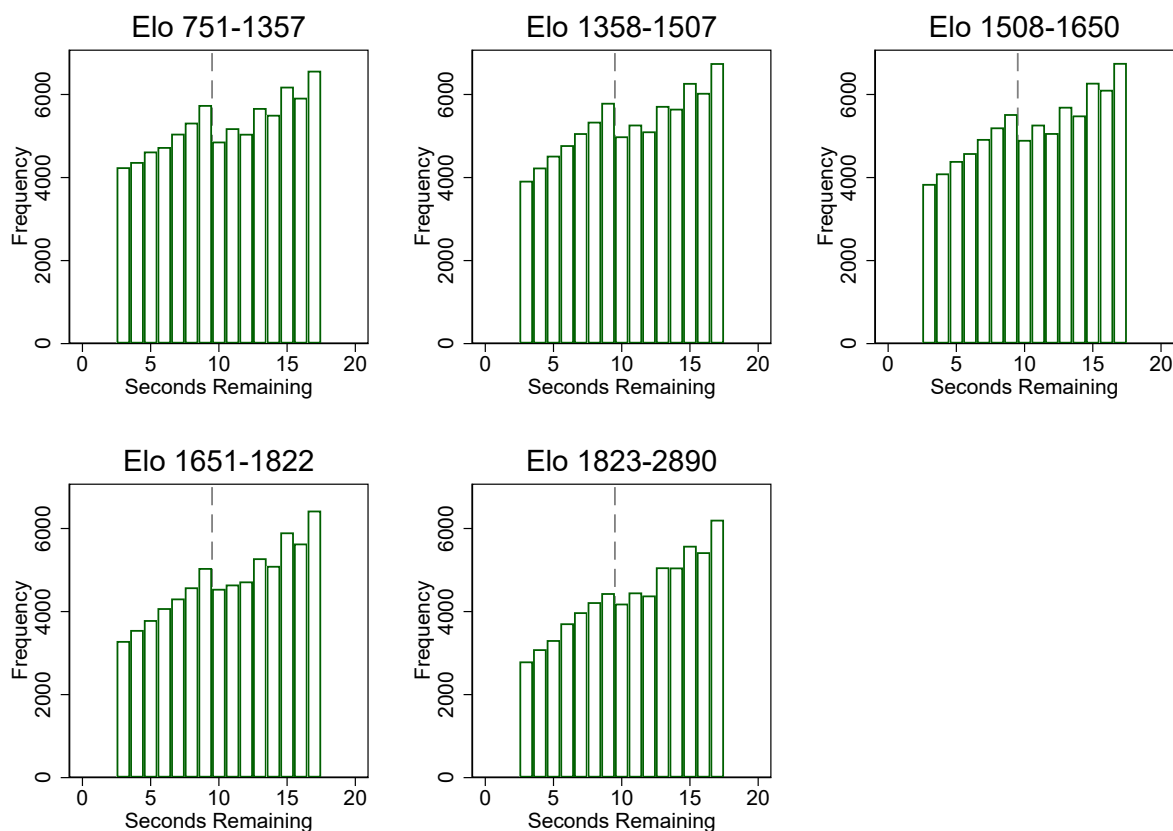 Elo 751-1357
Frequency
0 2000 4000 6000
0 5 10 15 20
Seconds Remaining
Elo 1358-1507
Frequency
0 2000 4000 6000
0 5 10 15 20
Seconds Remaining
Elo 1508-1650
Frequency
0 2000 4000 6000
0 5 10 15 20
Seconds Remaining
Elo 1651-1822
Frequency
0 2000 4000 6000
0 5 10 15 20
Seconds Remaining
Elo 1823-2890
Frequency
0 2000 4000 6000
0 5 10 15 20
Seconds Remaining